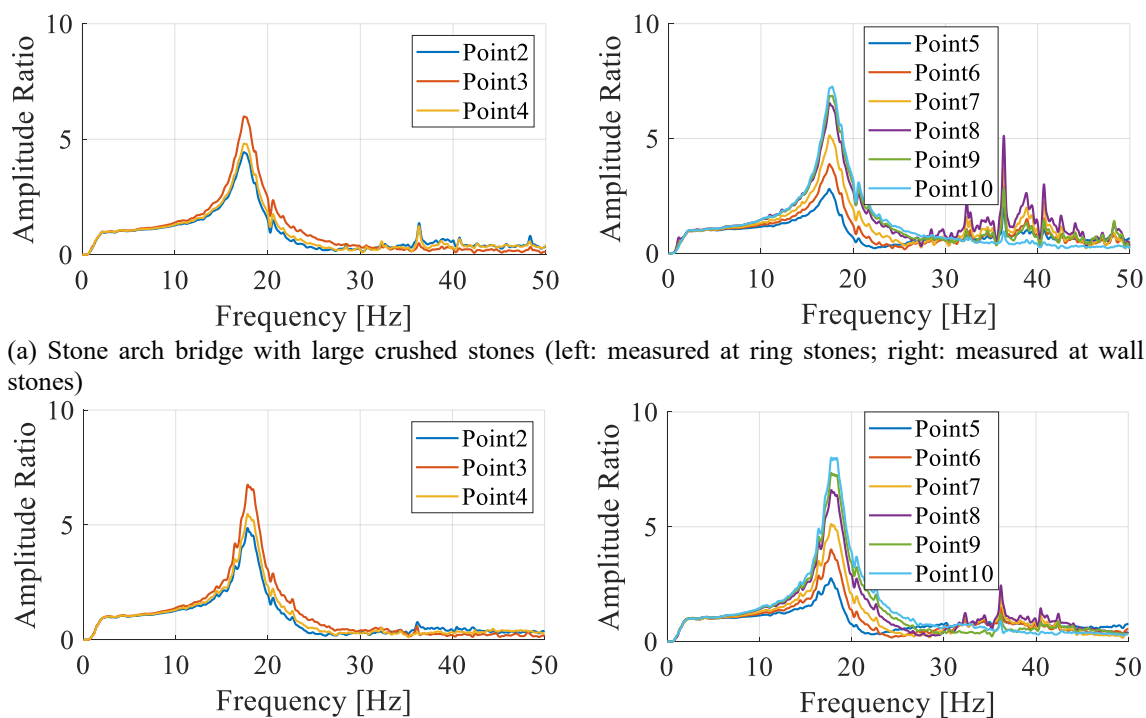 10
5
0
Amplitude Ratio
Point2
Point3
Point4
0 10 20 30 40 50
Frequency [Hz]
10
5
0
Amplitude Ratio
Point5
Point6
Point7
Point8
Point9
Point10
0 10 20 30 40 50
Frequency [Hz]
(a) Stone arch bridge with large crushed stones (left: measured at ring stones; right: measured at wall
stones)
10
5
0
Amplitude Ratio
Point2
Point3
Point4
0 10 20 30 40 50
Frequency [Hz]
10
5
0
Amplitude Ratio
Point5
Point6
Point7
Point8
Point9
Point10
0 10 20 30 40 50
Frequency [Hz]